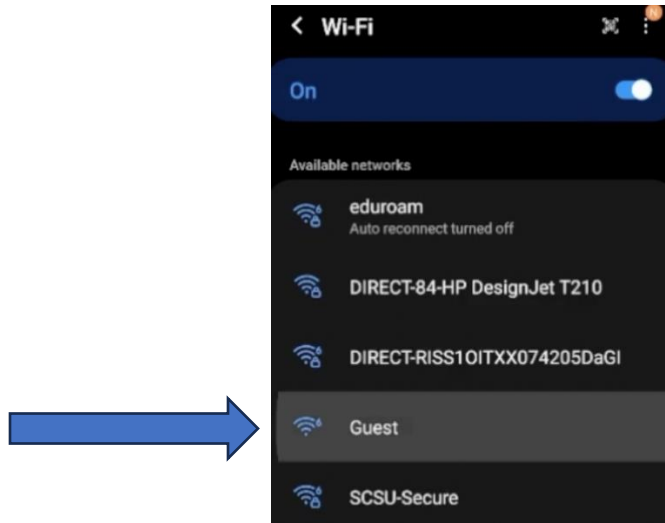 Wi-Fi
N
On
Available networks
eduroam
Auto reconnect turned off
DIRECT-84-HP DesignJet T210
DIRECT-RISS1OITXX074205DaGI
Guest
SCSU-Secure